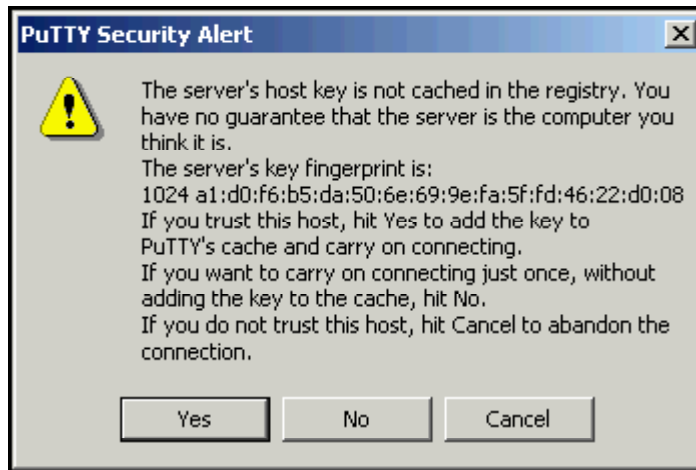 PuTTY Security Alert
The server's host key is not cached in the registry. You
have no guarantee that the server is the computer you
think it is.
The server's key fingerprint is:
1024 a1:d0:f6:b5:da:50:6e:69:9e:fa:5f:fd:46:22:d0:08
If you trust this host, hit Yes to add the key to
PuTTY's cache and carry on connecting.
If you want to carry on connecting just once, without
adding the key to the cache, hit No.
If you do not trust this host, hit Cancel to abandon the
connection.
Yes No Cancel